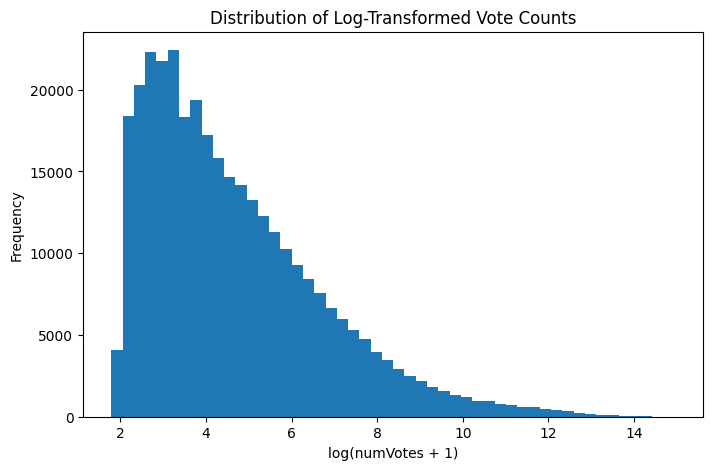 Distribution of Log-Transformed Vote Counts
Frequency
20000
15000
10000
5000
0
2 4 6 8 10 12 14
log(numVotes + 1)